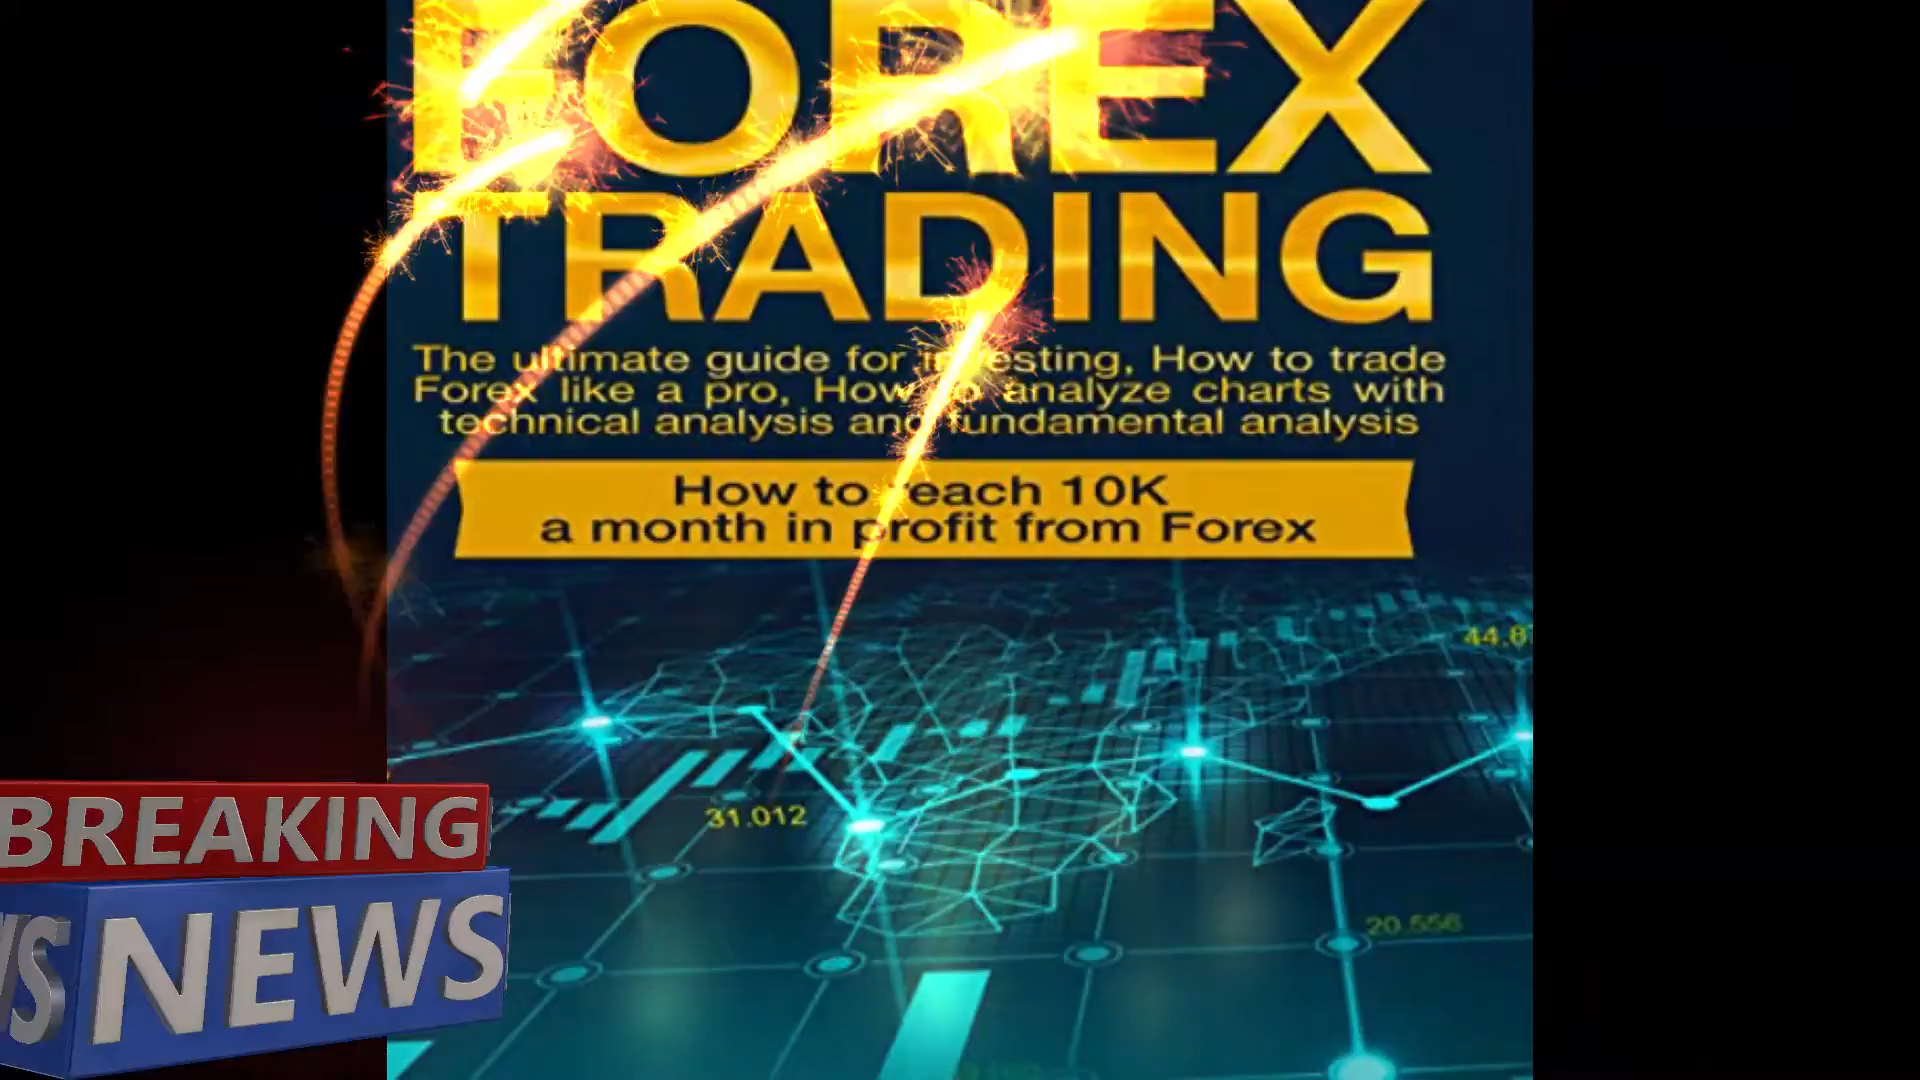 FOREX
TRADING
The ultimate guide for investing, How to trade
Forex like a pro, How to analyze charts with
technical analysis and fundamental analysis
How to reach 10K
a month in profit from Forex
44.87
31.012
20.556
BREAKING
WS NEWS